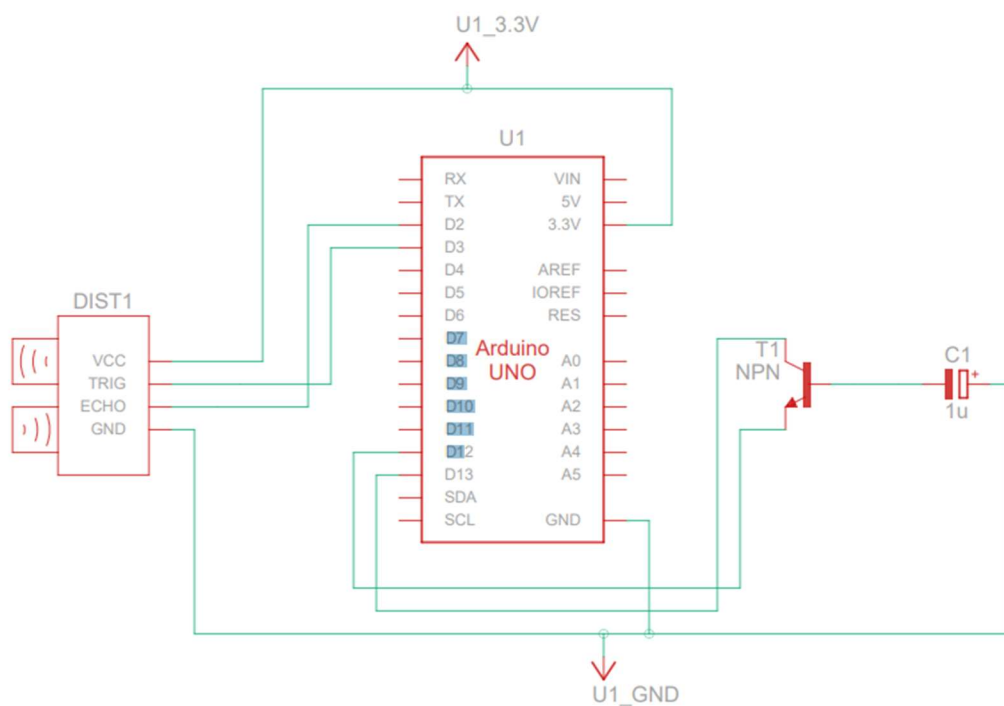 U1_3.3V
U1
RX
TX
D2
D3
D4
D5
D6
D7
D8
D9
D10
D11
D12
D13
SDA
SCL
Arduino
UNO
VIN
5V
3.3V
AREF
IOREF
RES
A0
A1
A2
A3
A4
A5
GND
DIST1
VCC
TRIG
ECHO
GND
T1
NPN
C1
+
1u
U1_GND